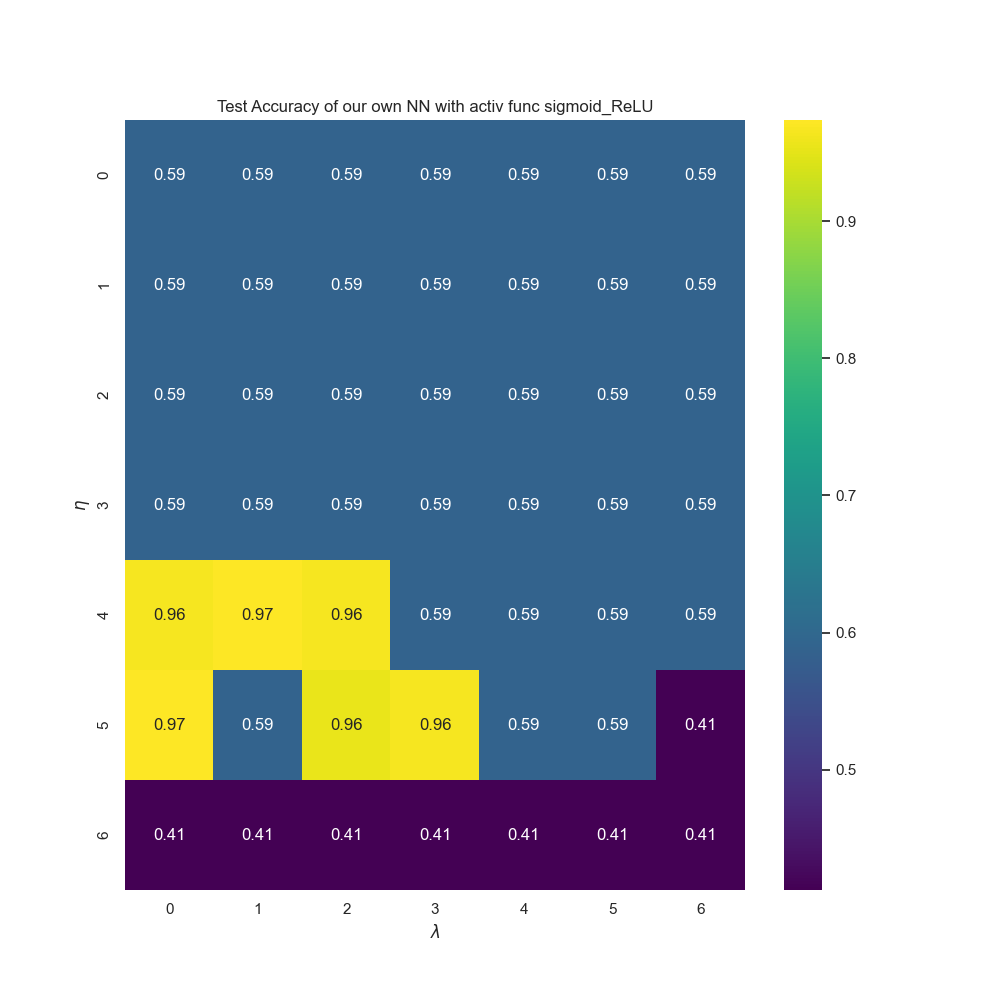 Test Accuracy of our own NN with activ func sigmoid_ReLU
0 0.59 0.59 0.59 0.59 0.59 0.59 0.59
0.9
1 0.59 0.59 0.59 0.59 0.59 0.59 0.59
0.8
2 0.59 0.59 0.59 0.59 0.59 0.59 0.59
0.7
η
3 0.59 0.59 0.59 0.59 0.59 0.59 0.59
4 0.96 0.97 0.96 0.59 0.59 0.59 0.59
0.6
5 0.97 0.59 0.96 0.96 0.59 0.59 0.41
0.5
6 0.41 0.41 0.41 0.41 0.41 0.41 0.41
0 1 2 3 4 5 6
λ